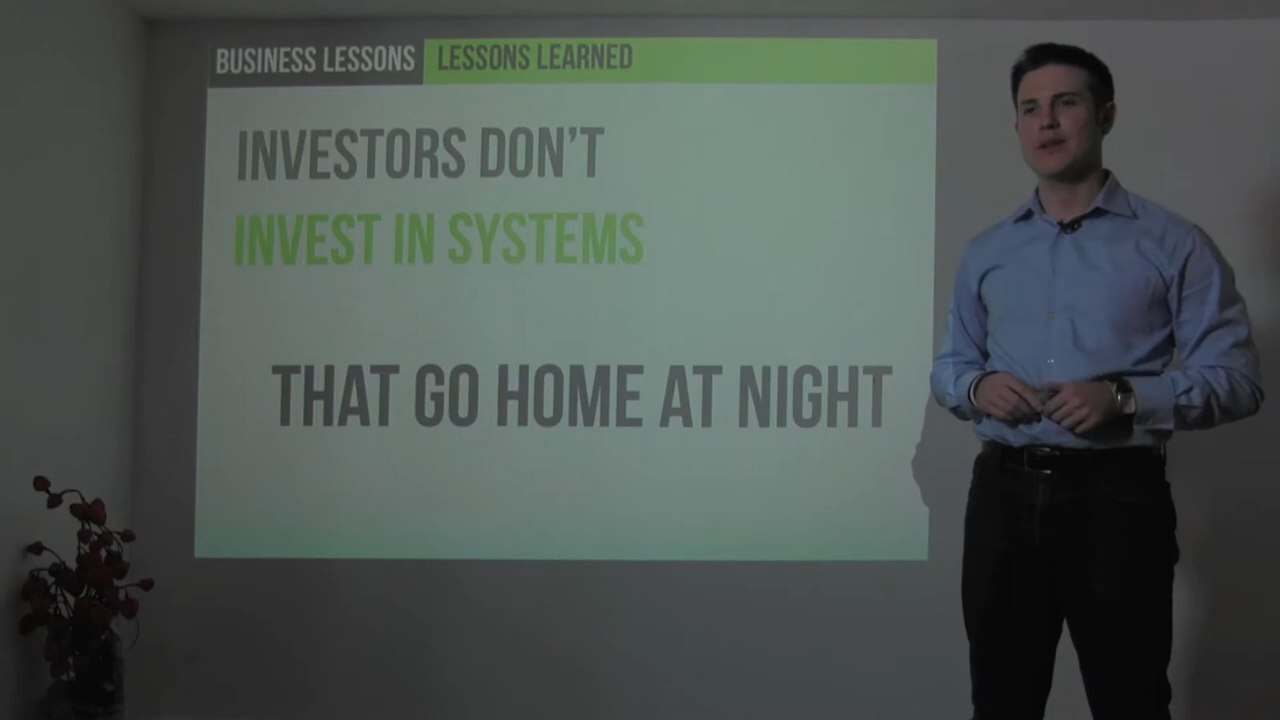 BUSINESS LESSONS LESSONS LEARNED
INVESTORS DON'T
INVEST IN SYSTEMS
THAT GO HOME AT NIGHT